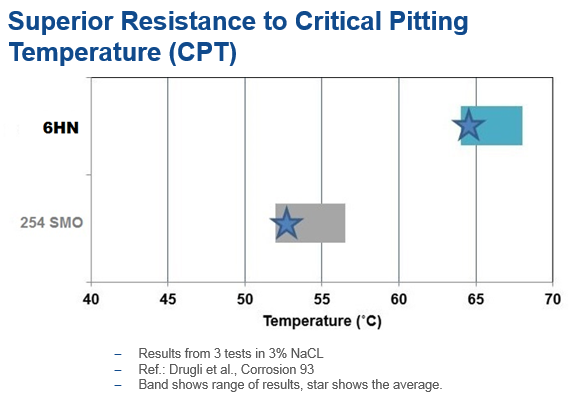 Superior Resistance to Critical Pitting
Temperature (CPT)
6HN
254 SMO
40 45 50 55 60 65 70
Temperature (˚C)
– Results from 3 tests in 3% NaCL
– Ref.: Drugli et al., Corrosion 93
– Band shows range of results, star shows the average.